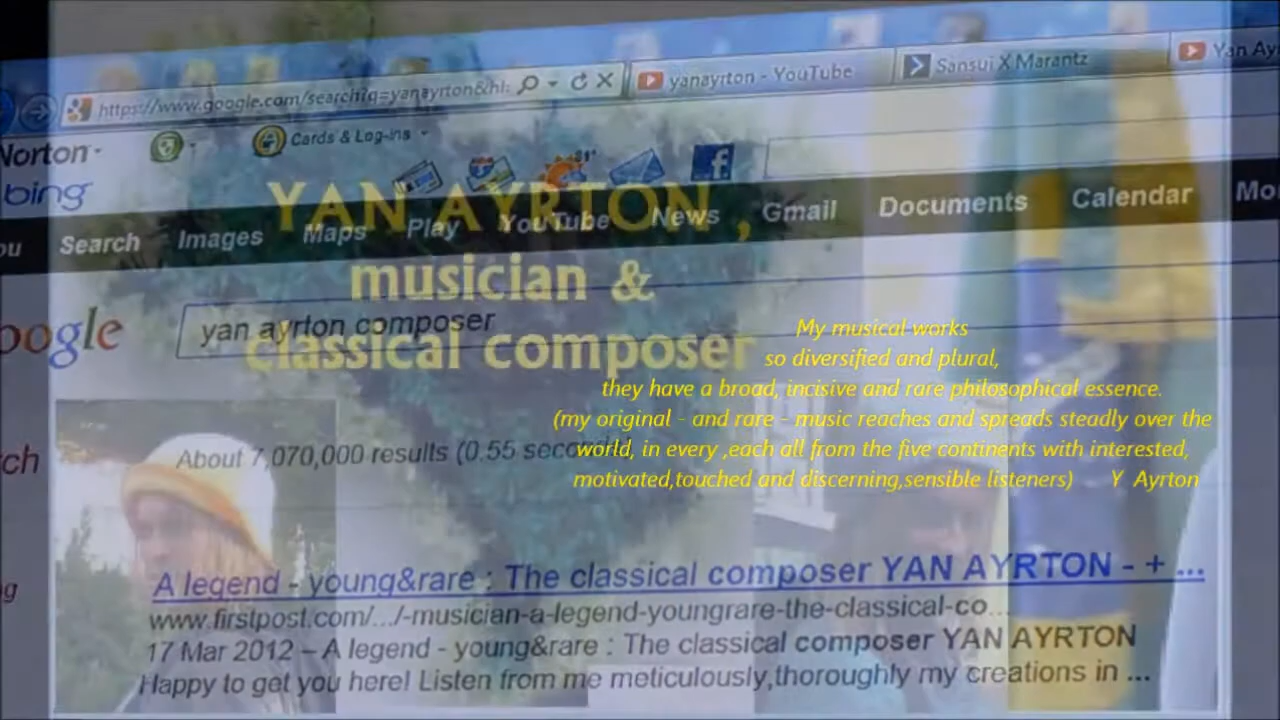 https://www.google.com/search?q=yanayrton&hl
yanayrton - YouTube
Sansui X Marantz
Yan Ay
Norton
Cards & Log-ins
bing
81°
f
ou Search Images Maps Play YouTube News Gmail Documents Calendar Mo
YAN AYRTON ,
musician &
classical composer
oogle
yan ayrton composer
My musical works
so diversified and plural,
they have a broad, incisive and rare philosophical essence.
(my original - and rare - music reaches and spreads steadily over the
world, in every ,each all from the five continents with interested,
motivated,touched and discerning,sensible listeners) Y Ayrton
rch
About 7,070,000 results (0.55 seconds)
A legend - young&rare : The classical composer YAN AYRTON - + ...
www.firstpost.com/.../-musician-a-legend-youngrare-the-classical-co...
17 Mar 2012 – A legend - young&rare : The classical composer YAN AYRTON
Happy to get you here! Listen from me meticulously,thoroughly my creations in ...